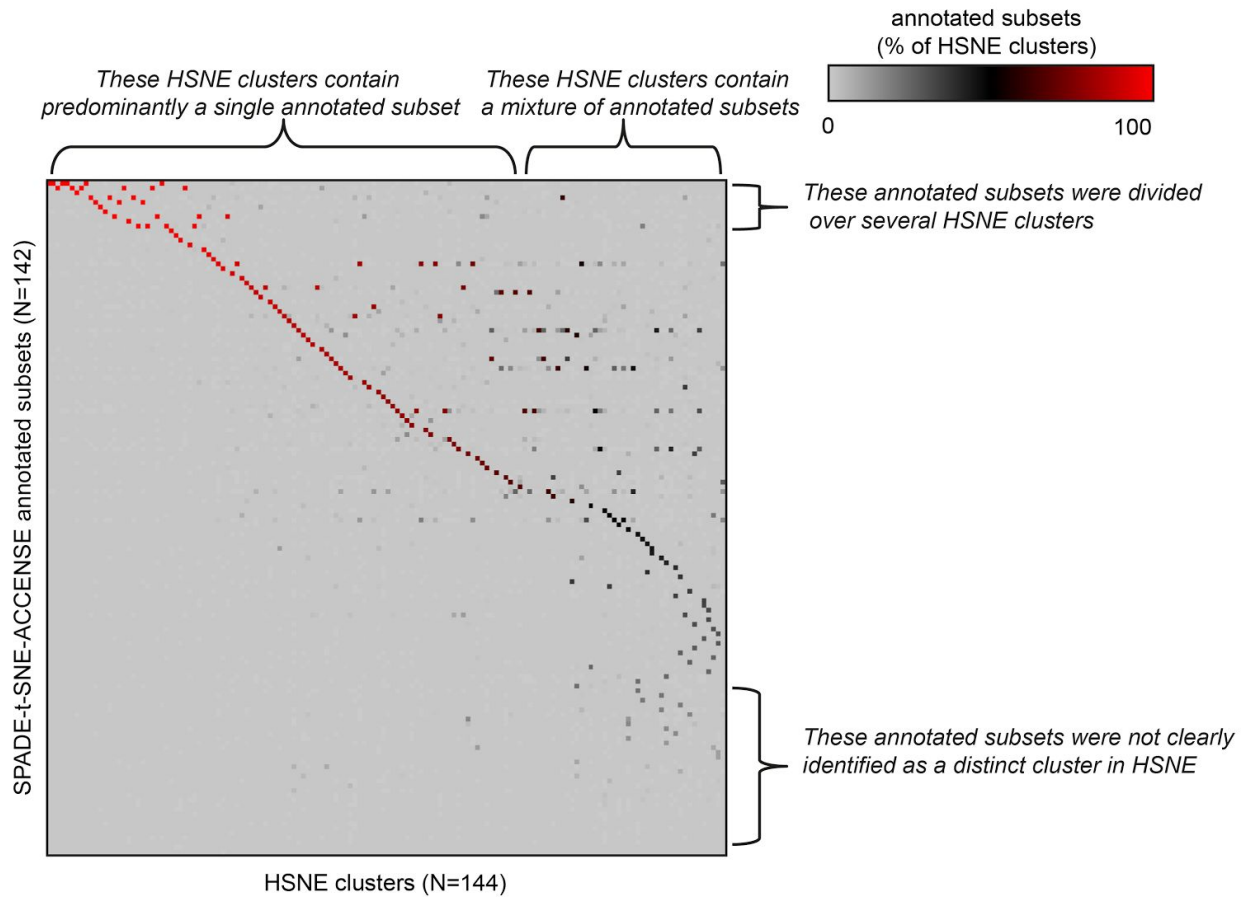 annotated subsets
(% of HSNE clusters)
0
100
These HSNE clusters contain
predominantly a single annotated subset
These HSNE clusters contain
a mixture of annotated subsets
These annotated subsets were divided
over several HSNE clusters
SPADE-t-SNE-ACCENSE annotated subsets (N=142)
These annotated subsets were not clearly
identified as a distinct cluster in HSNE
HSNE clusters (N=144)